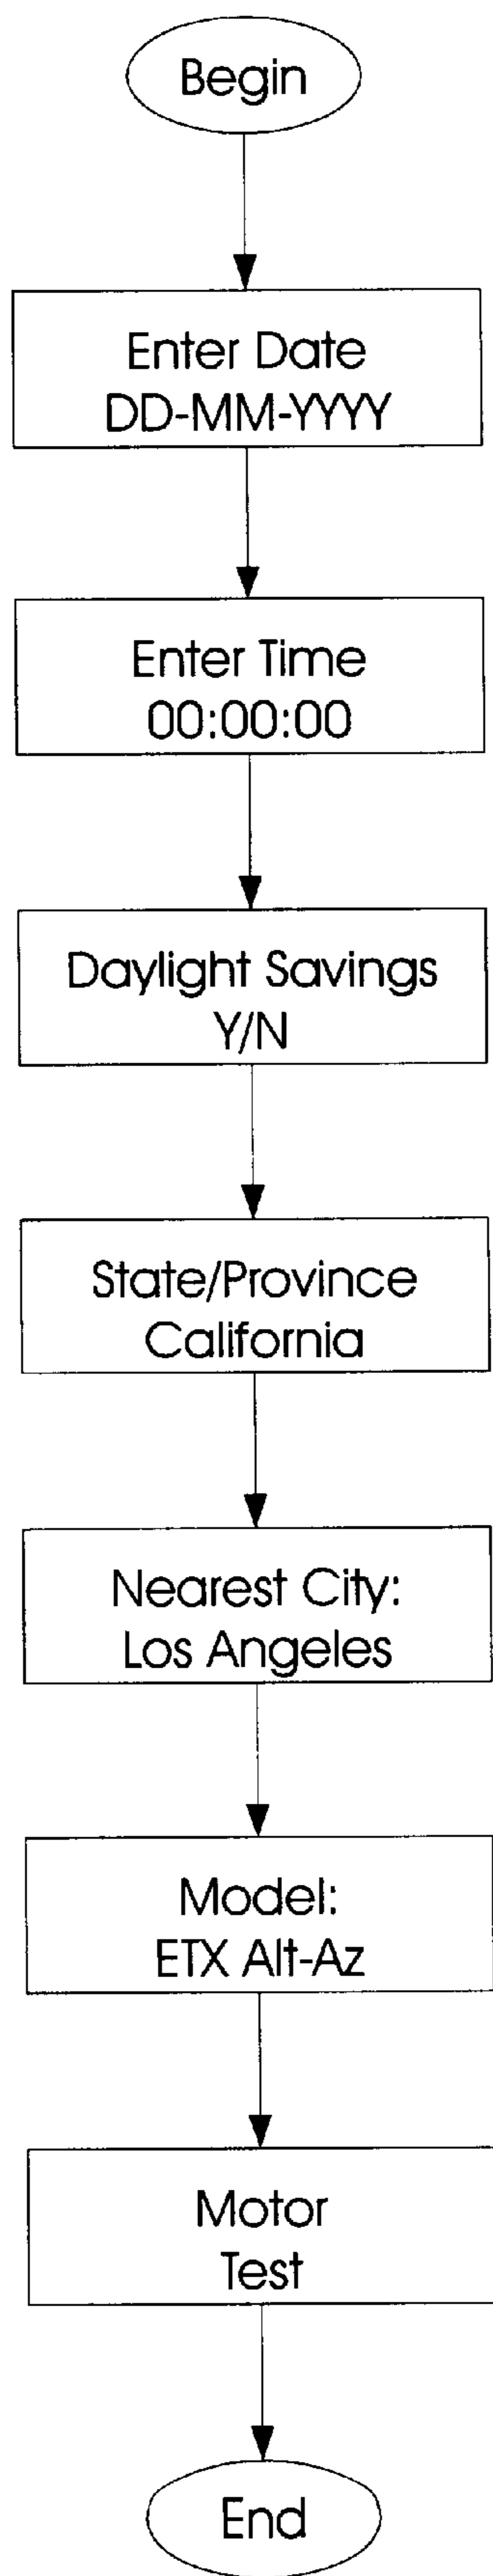 Begin
Enter Date
DD-MM-YYYY
Enter Time
00:00:00
Daylight Savings
Y/N
State/Province
California
Nearest City:
Los Angeles
Model:
ETX Alt-Az
Motor
Test
End